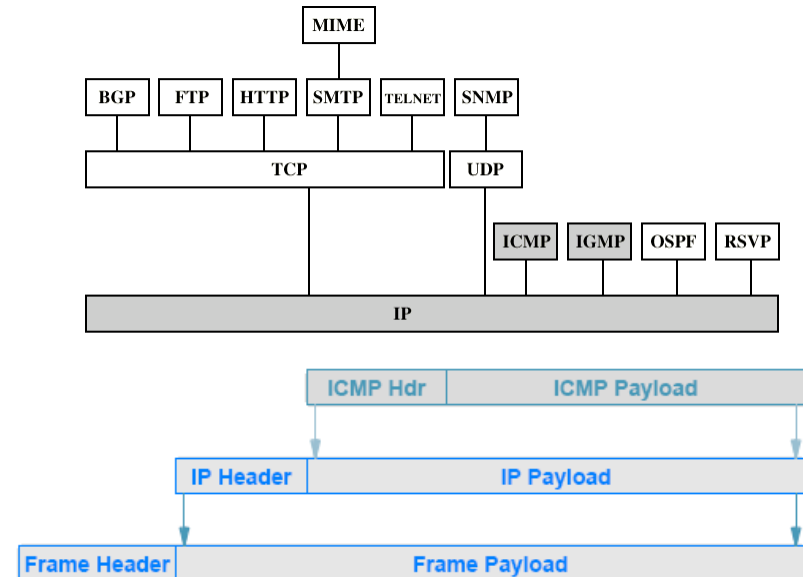 MIME
BGP FTP HTTP SMTP TELNET SNMP
TCP UDP
ICMP IGMP OSPF RSVP
IP
ICMP Hdr ICMP Payload
IP Header IP Payload
Frame Header Frame Payload